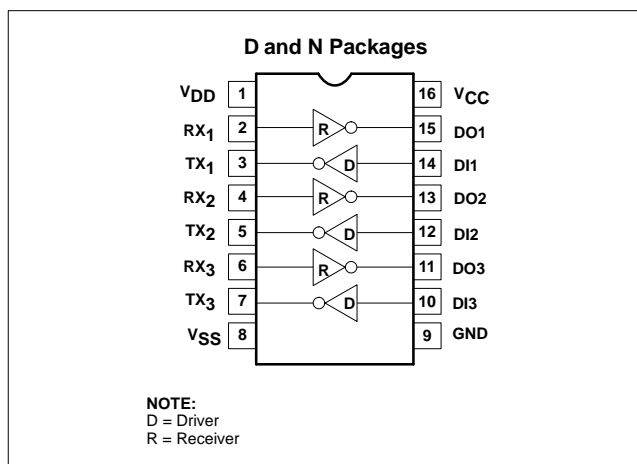 D and N Packages
VDD 1 16 VCC
RX1 2 R 15 DO1
TX1 3 D 14 DI1
RX2 4 R 13 DO2
TX2 5 D 12 DI2
RX3 6 R 11 DO3
TX3 7 D 10 DI3
VSS 8 9 GND
NOTE:
D = Driver
R = Receiver